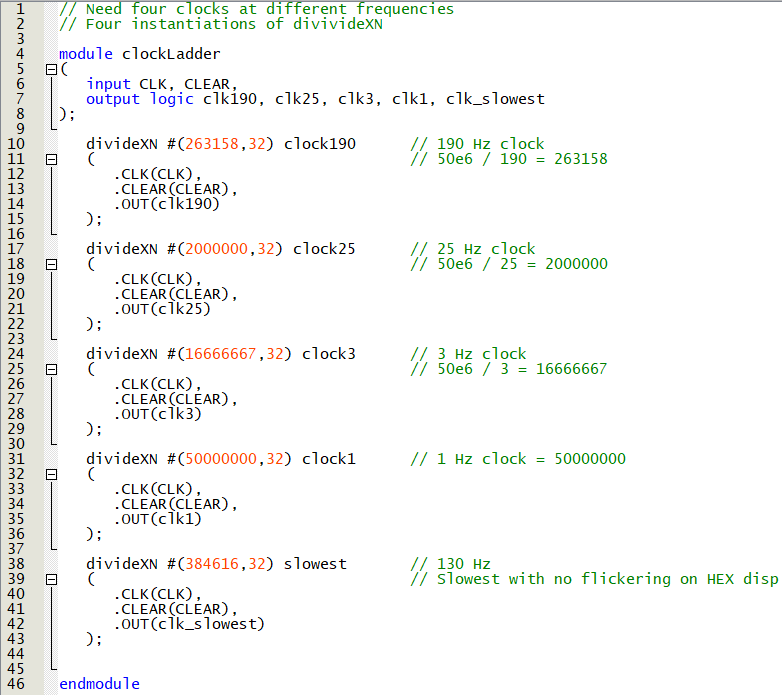 1 // Need four clocks at different frequencies
2 // Four instantiations of divivideXN
3
4 module clockLadder
5 (
6 input CLK, CLEAR,
7 output logic clk190, clk25, clk3, clk1, clk_slowest
8 );
9
10 divideXN #(263158,32) clock190 // 190 Hz clock
11 ( // 50e6 / 190 = 263158
12 .CLK(CLK),
13 .CLEAR(CLEAR),
14 .OUT(clk190)
15 );
16
17 divideXN #(2000000,32) clock25 // 25 Hz clock
18 ( // 50e6 / 25 = 2000000
19 .CLK(CLK),
20 .CLEAR(CLEAR),
21 .OUT(clk25)
22 );
23
24 divideXN #(16666667,32) clock3 // 3 Hz clock
25 ( // 50e6 / 3 = 16666667
26 .CLK(CLK),
27 .CLEAR(CLEAR),
28 .OUT(clk3)
29 );
30
31 divideXN #(50000000,32) clock1 // 1 Hz clock = 50000000
32 (
33 .CLK(CLK),
34 .CLEAR(CLEAR),
35 .OUT(clk1)
36 );
37
38 divideXN #(384616,32) slowest // 130 Hz
39 ( // Slowest with no flickering on HEX disp
40 .CLK(CLK),
41 .CLEAR(CLEAR),
42 .OUT(clk_slowest)
43 );
44
45
46 endmodule